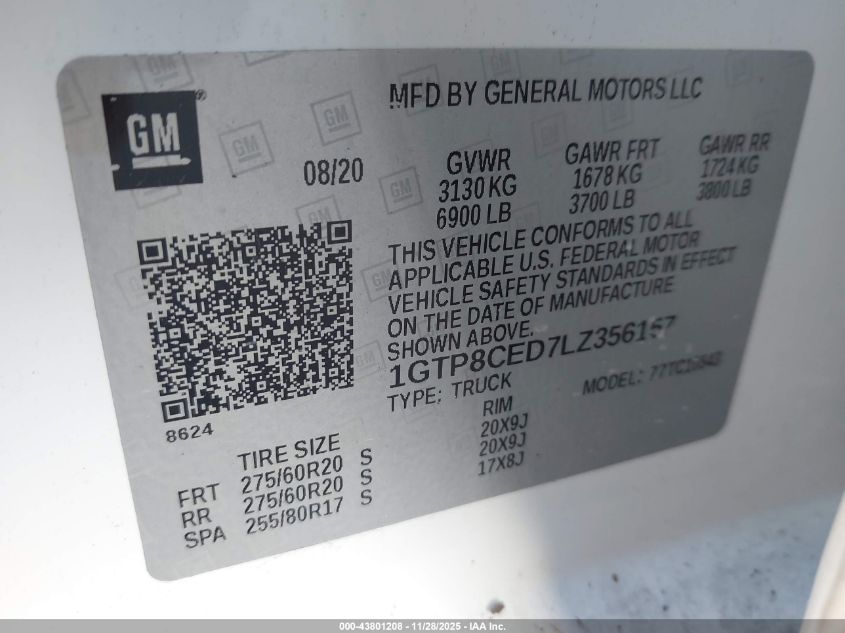 GM
®
08/20
MFD BY GENERAL MOTORS LLC
GVWR GAWR FRT GAWR RR
3130 KG 1678 KG 1724 KG
6900 LB 3700 LB 3800 LB
THIS VEHICLE CONFORMS TO ALL
APPLICABLE U.S. FEDERAL MOTOR
VEHICLE SAFETY STANDARDS IN EFFECT
ON THE DATE OF MANUFACTURE
SHOWN ABOVE.
1GTP8CED7LZ356157
TYPE: TRUCK MODEL:
8624
TIRE SIZE RIM
FRT 275/60R20 S 20X9J
RR 275/60R20 S 20X9J
SPA 255/80R17 S 17X8J
000-43801208 - 11/28/2025 - IAA Inc.